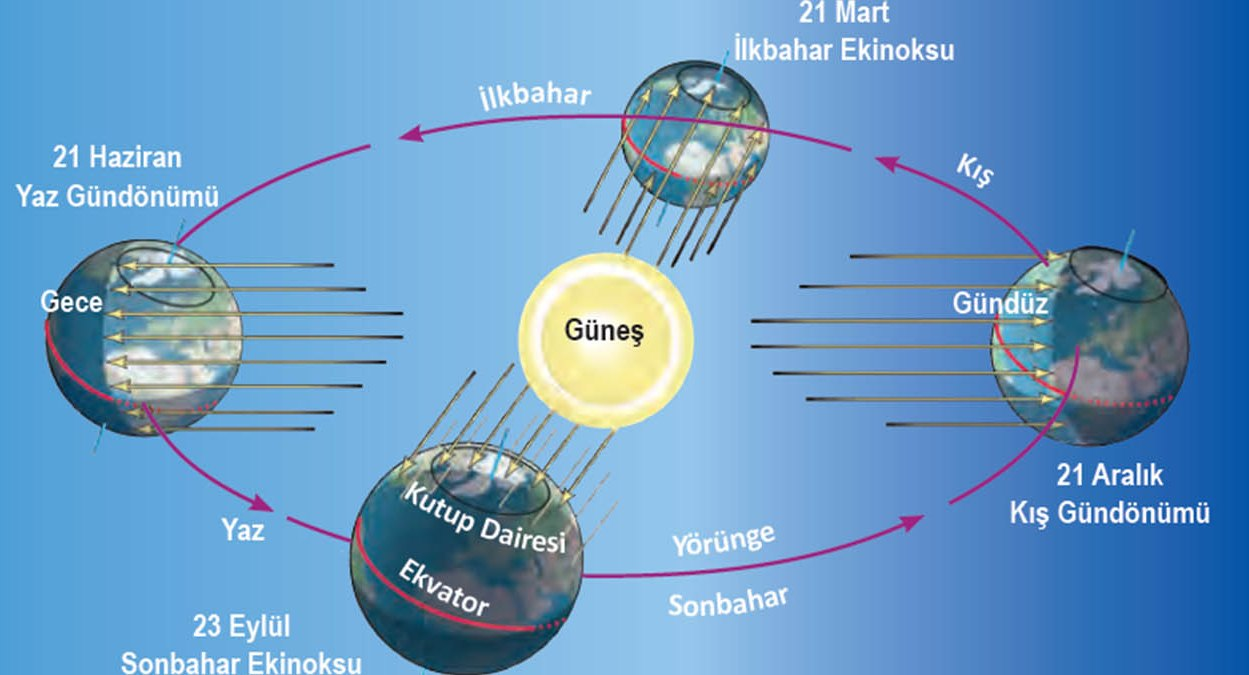 21 Mart
İlkbahar Ekinoksu
İlkbahar
Kış
21 Haziran
Yaz Gündönümü
Gece
Güneş
Gündüz
Kutup Dairesi
Ekvator
21 Aralık
Kış Gündönümü
Yaz
Yörünge
Sonbahar
23 Eylül
Sonbahar Ekinoksu